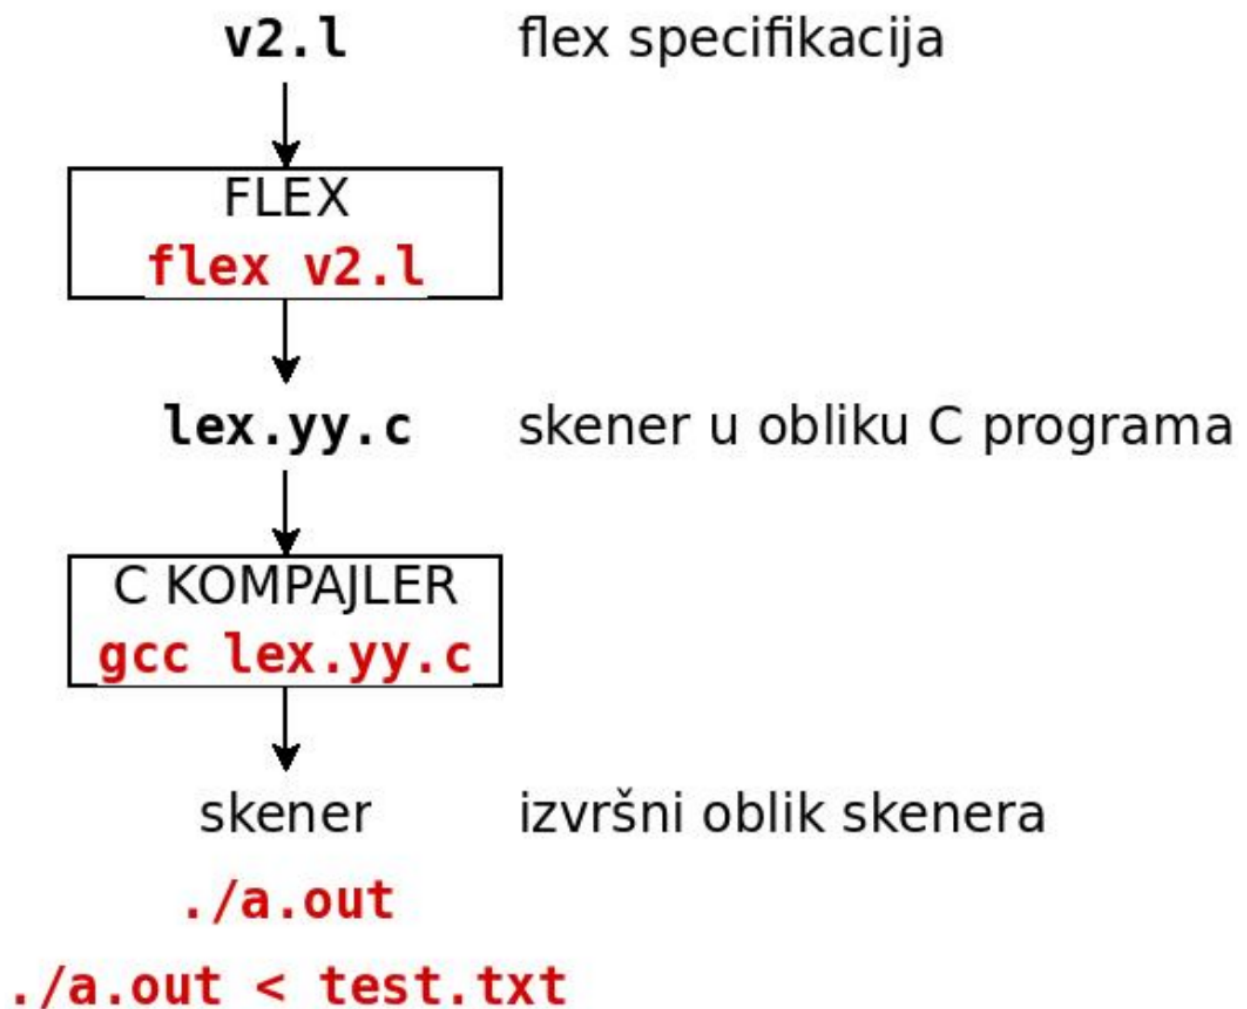 v2.l flex specifikacija
FLEX
flex v2.l
lex.yy.c skener u obliku C programa
C KOMPAJLER
gcc lex.yy.c
skener izvršni oblik skenera
./a.out
./a.out < test.txt